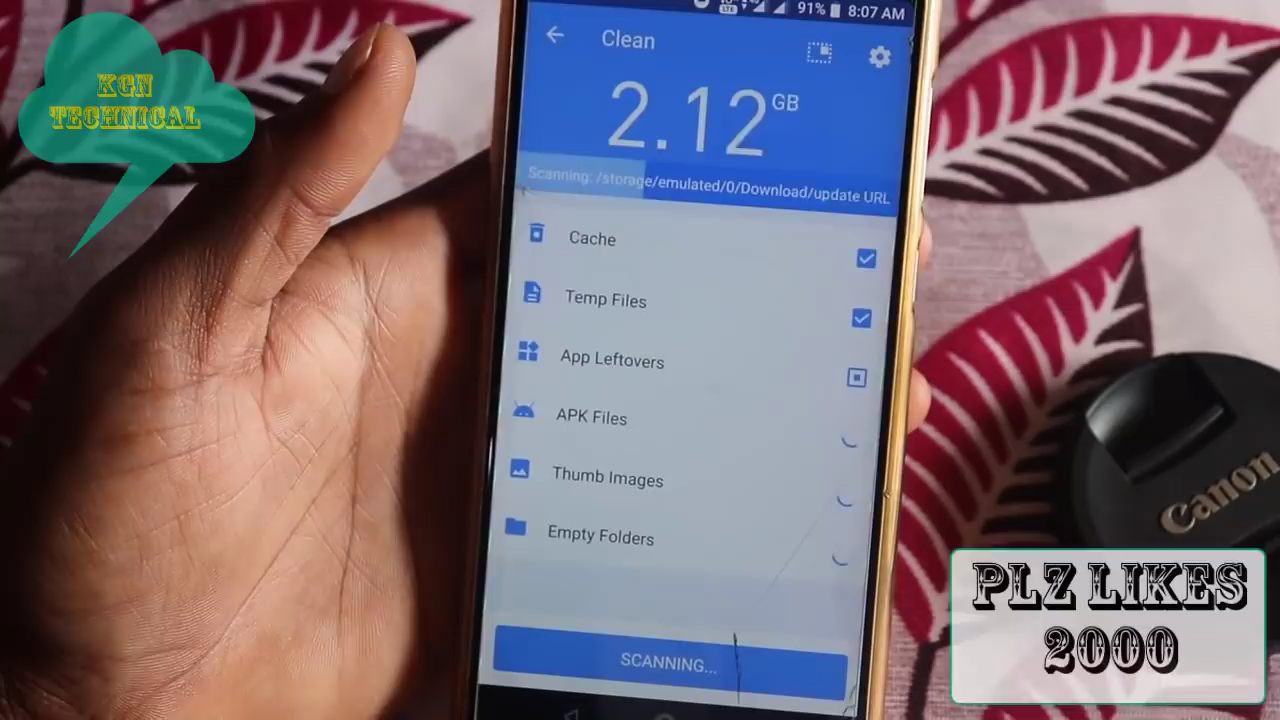 KGN
TECHNICAL
91% 8:07 AM
Clean
2.12 GB
Scanning: /storage/emulated/0/Download/update URL
Cache
Temp Files
App Leftovers
APK Files
Thumb Images
Empty Folders
SCANNING...
Canon
PLZ LIKES
2000